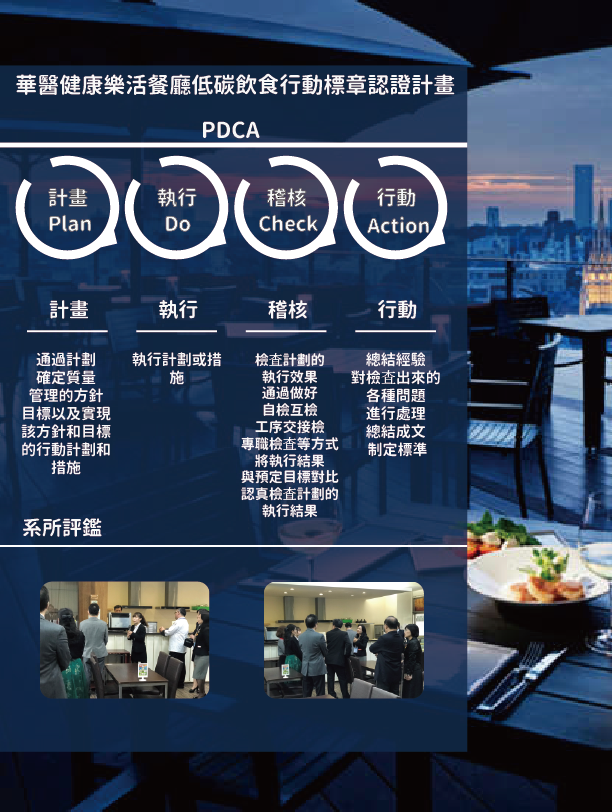 華醫健康樂活餐廳低碳飲食行動標章認證計畫
PDCA
計畫
Plan
執行
Do
稽核
Check
行動
Action
計畫
執行
稽核
行動
通過計劃
確定質量
管理的方針
目標以及實現
該方針和目標
的行動計劃和
措施
執行計劃或措
施
檢查計劃的
執行效果
通過做好
自檢互檢
工序交接檢
專職檢查等方式
將執行結果
與預定目標對比
認真檢查計劃的
執行結果
總結經驗
對檢查出來的
各種問題
進行處理
總結成文
制定標準
系所評鑑